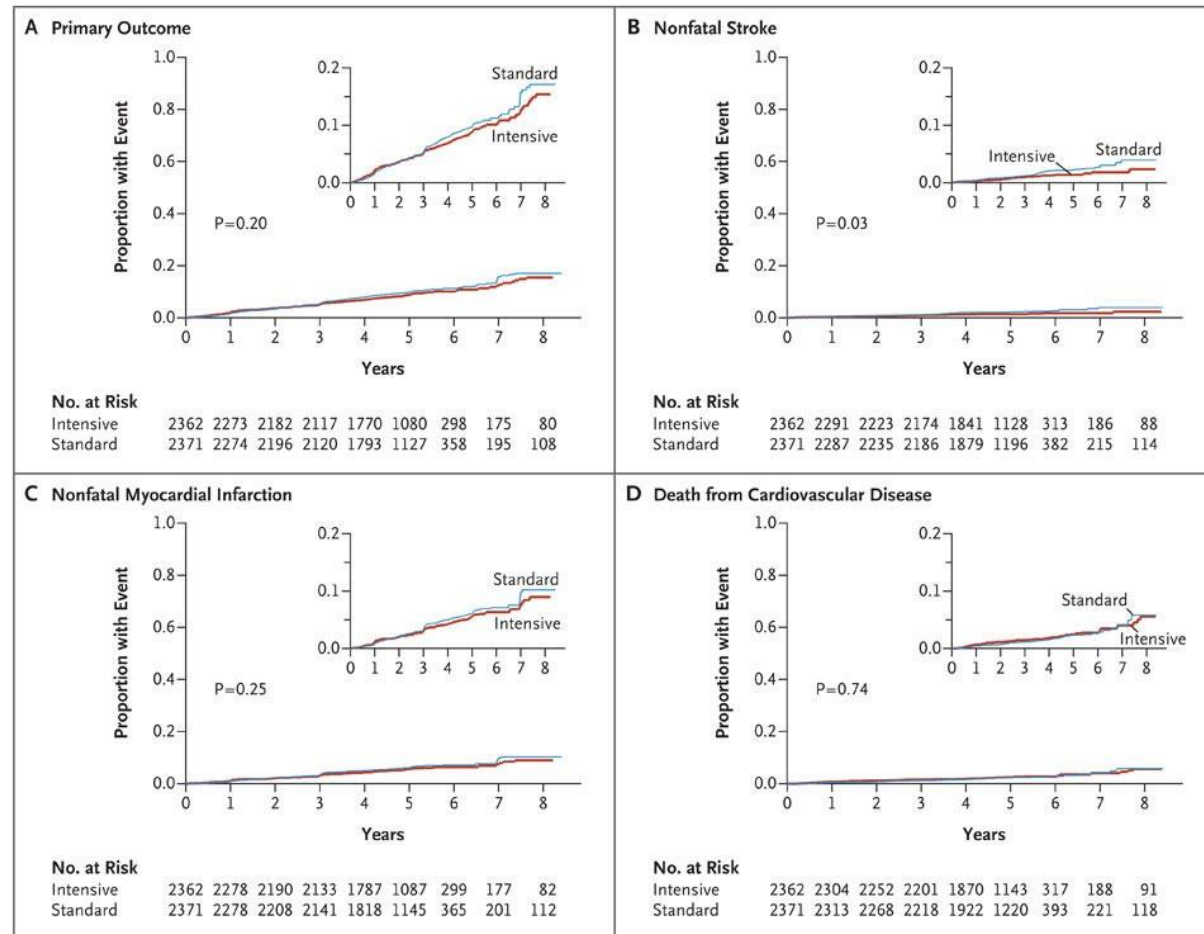 A Primary Outcome
Proportion with Event
1.0
0.8
0.6
0.4
0.2
0.0
0 1 2 3 4 5 6 7 8
Years
P=0.20
0.2
0.1
0.0
0 1 2 3 4 5 6 7 8
Standard
Intensive
No. at Risk
Intensive 2362 2273 2182 2117 1770 1080 298 175 80
Standard 2371 2274 2196 2120 1793 1127 358 195 108
B Nonfatal Stroke
Proportion with Event
1.0
0.8
0.6
0.4
0.2
0.0
0 1 2 3 4 5 6 7 8
Years
P=0.03
0.2
0.1
0.0
0 1 2 3 4 5 6 7 8
Intensive
Standard
No. at Risk
Intensive 2362 2291 2223 2174 1841 1128 313 186 88
Standard 2371 2287 2235 2186 1879 1196 382 215 114
C Nonfatal Myocardial Infarction
Proportion with Event
1.0
0.8
0.6
0.4
0.2
0.0
0 1 2 3 4 5 6 7 8
Years
P=0.25
0.2
0.1
0.0
0 1 2 3 4 5 6 7 8
Standard
Intensive
No. at Risk
Intensive 2362 2278 2190 2133 1787 1087 299 177 82
Standard 2371 2278 2208 2141 1818 1145 365 201 112
D Death from Cardiovascular Disease
Proportion with Event
1.0
0.8
0.6
0.4
0.2
0.0
0 1 2 3 4 5 6 7 8
Years
P=0.74
0.2
0.1
0.0
0 1 2 3 4 5 6 7 8
Standard
Intensive
No. at Risk
Intensive 2362 2304 2252 2201 1870 1143 317 188 91
Standard 2371 2313 2268 2218 1922 1220 393 221 118